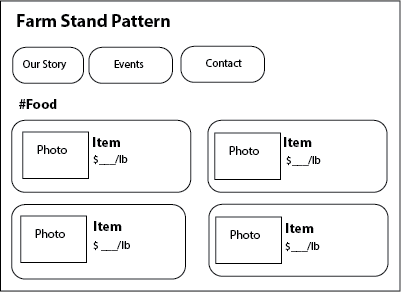 Farm Stand Pattern
Our Story
Events
Contact
#Food
Photo
Item
$___/lb
Photo
Item
$___/lb
Photo
Item
$ ___/lb
Photo
Item
$___/lb